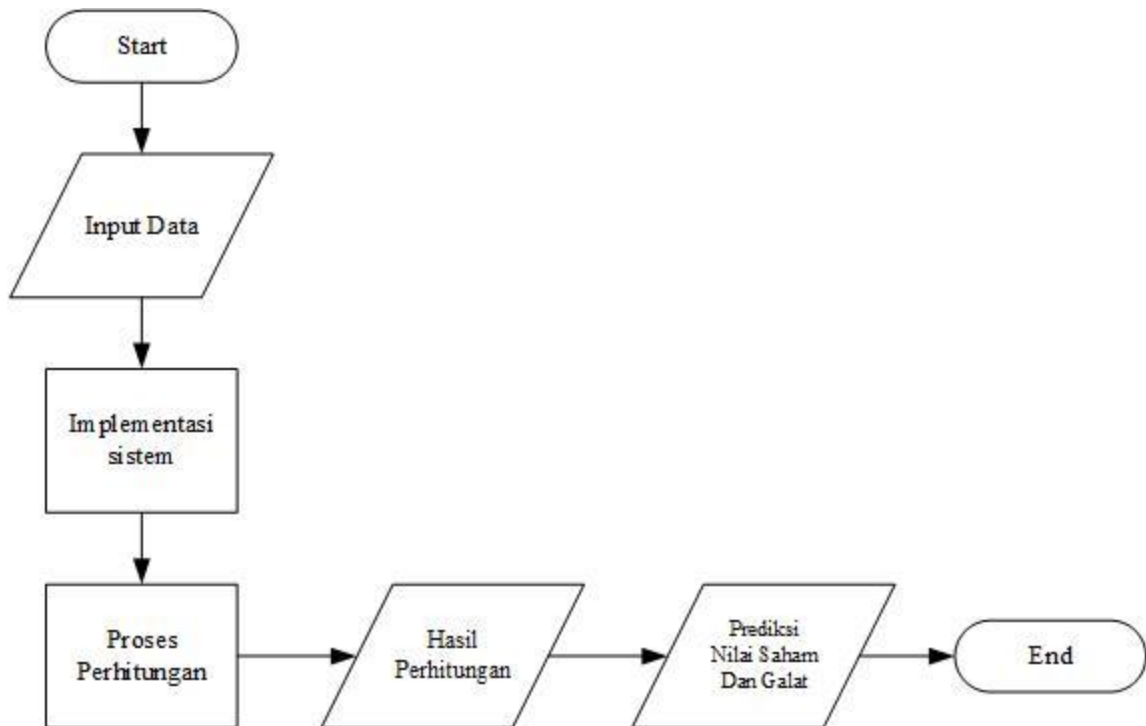 Start
Input Data
Implementasi
sistem
Proses
Perhitungan
Hasil
Perhitungan
Prediksi
Nilai Saham
Dan Galat
End